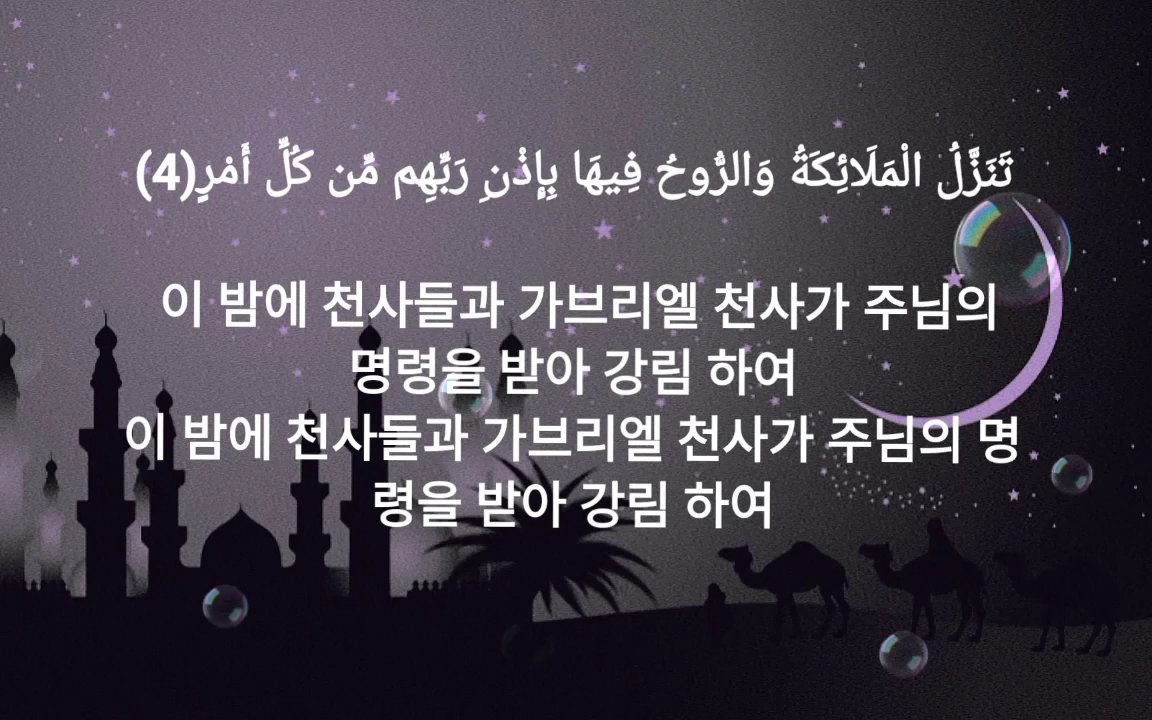 تَنَزَّلُ الْمَلَائِكَةُ وَالرُّوحُ فِيهَا بِإِذْنِ رَبِّهِم مِّن كُلِّ أَمْرٍ(4)
이 밤에 천사들과 가브리엘 천사가 주님의
명령을 받아 강림 하여
이 밤에 천사들과 가브리엘 천사가 주님의 명
령을 받아 강림 하여